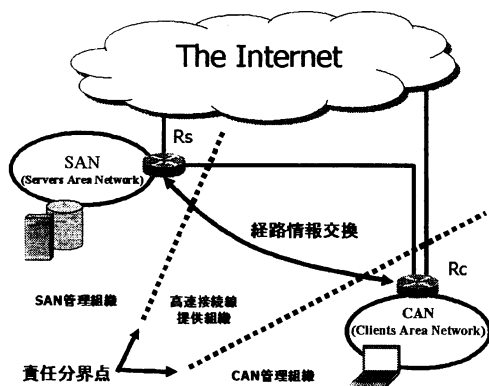 The Internet
Rs
SAN
(Servers Area Network)
経路情報交換
Rc
SAN管理組織
高速接続線
提供組織
CAN
(Clients Area Network)
責任分界点
CAN管理組織